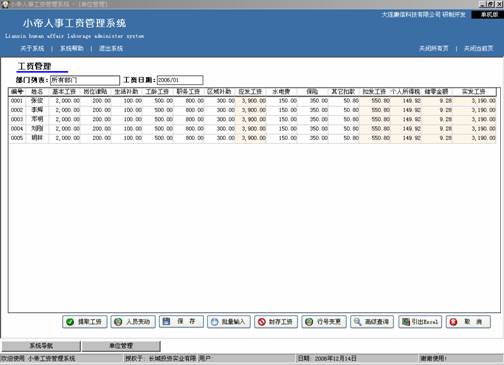 小帝人事工资管理系统 - [单位管理]
大连康信科技有限公司 研制开发 单机版
小帝人事工资管理系统
Lianxin human affair laborage administer system
关于系统 | 系统帮助 | 退出系统 关闭所有页 | 关闭当前页
工资管理
部门列表: 所有部门 工资日期: 2006/01
编号 姓名 基本工资 岗位津贴 生活补助 工龄工资 职务工资 区域补助 应发工资 水电费 保险 其它扣款 扣发工资 个人所得税 储零金额 实发工资
0001 张波 2,000.00 200.00 100.00 500.00 800.00 300.00 3,900.00 150.00 350.00 50.80 550.80 149.92 9.28 3,190.00
0002 李辉 2,000.00 200.00 100.00 500.00 800.00 300.00 3,900.00 150.00 350.00 50.80 550.80 149.92 9.28 3,190.00
0003 邓明 2,000.00 200.00 100.00 500.00 800.00 300.00 3,900.00 150.00 350.00 50.80 550.80 149.92 9.28 3,190.00
0004 刘刚 2,000.00 200.00 100.00 500.00 800.00 300.00 3,900.00 150.00 350.00 50.80 550.80 149.92 9.28 3,190.00
0005 胡林 2,000.00 200.00 100.00 500.00 800.00 300.00 3,900.00 150.00 350.00 50.80 550.80 149.92 9.28 3,190.00
提取工资 人员变动 保 存 批量输入 封存工资 行号变更 高级查询 引出Excel 取 消
系统导航 单位管理
欢迎使用 小帝工资管理系统 授权于: 长城投资实业有限 用户: 日期: 2006年12月14日 谢谢使用!